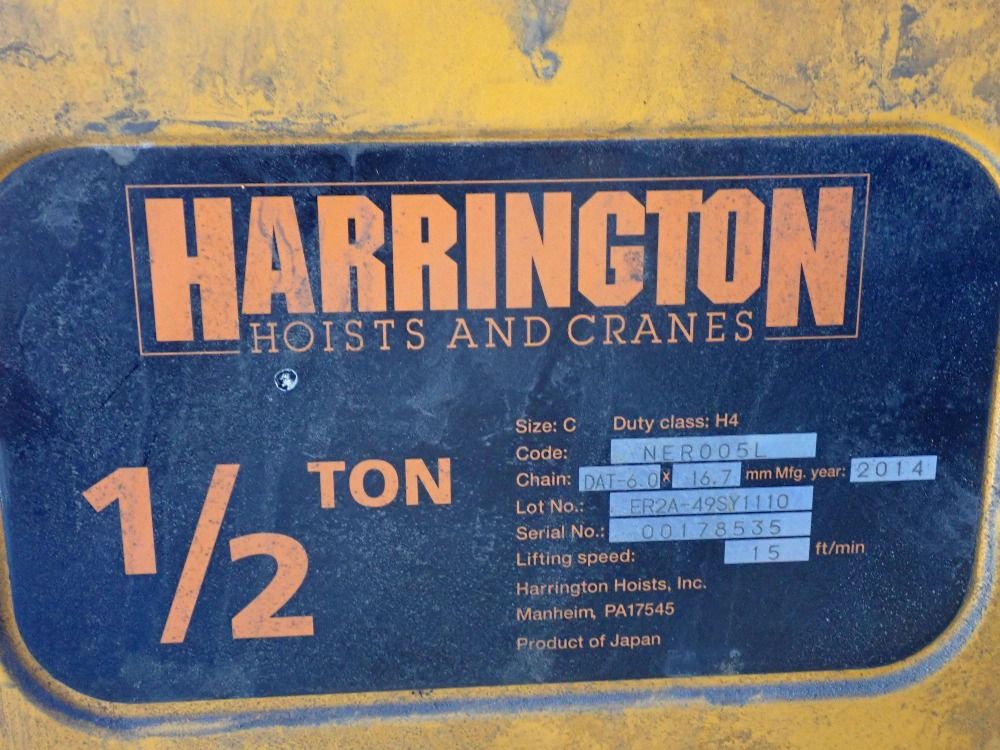 HARRINGTON
HOISTS AND CRANES
1/2 TON
Size: C Duty class: H4
Code: NER005L
Chain: DAT-6.0 x 16.7 mm Mfg. year: 2014
Lot No.: ER2A-49SY1110
Serial No.: 00178535
Lifting speed: 15 ft/min
Harrington Hoists, Inc.
Manheim, PA17545
Product of Japan